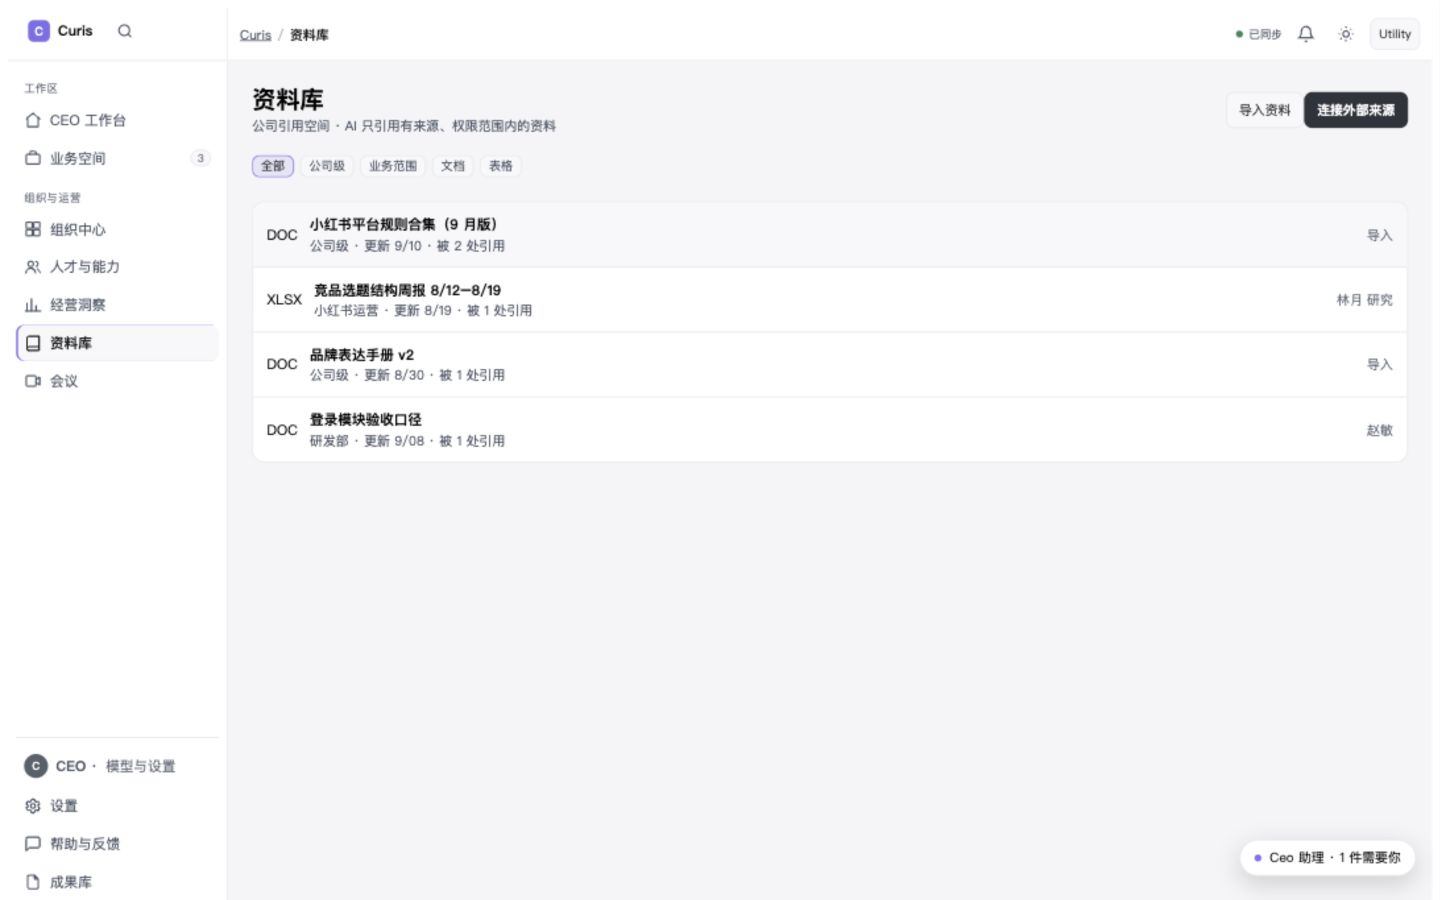 C Curis
Curis / 资料库
已同步
Utility
工作区
CEO 工作台
业务空间 3
组织与运营
组织中心
人才与能力
经营洞察
资料库
会议
CEO · 模型与设置
C
设置
帮助与反馈
成果库
资料库
公司引用空间 · AI 只引用有来源、权限范围内的资料
导入资料
连接外部来源
全部 公司级 业务范围 文档 表格
DOC
小红书平台规则合集（9 月版）
公司级 · 更新 9/10 · 被 2 处引用
导入
XLSX
竞品选题结构周报 8/12—8/19
小红书运营 · 更新 8/19 · 被 1 处引用
林月 研究
DOC
品牌表达手册 v2
公司级 · 更新 8/30 · 被 1 处引用
导入
DOC
登录模块验收口径
研发部 · 更新 9/08 · 被 1 处引用
赵敏
Ceo 助理 · 1 件需要你